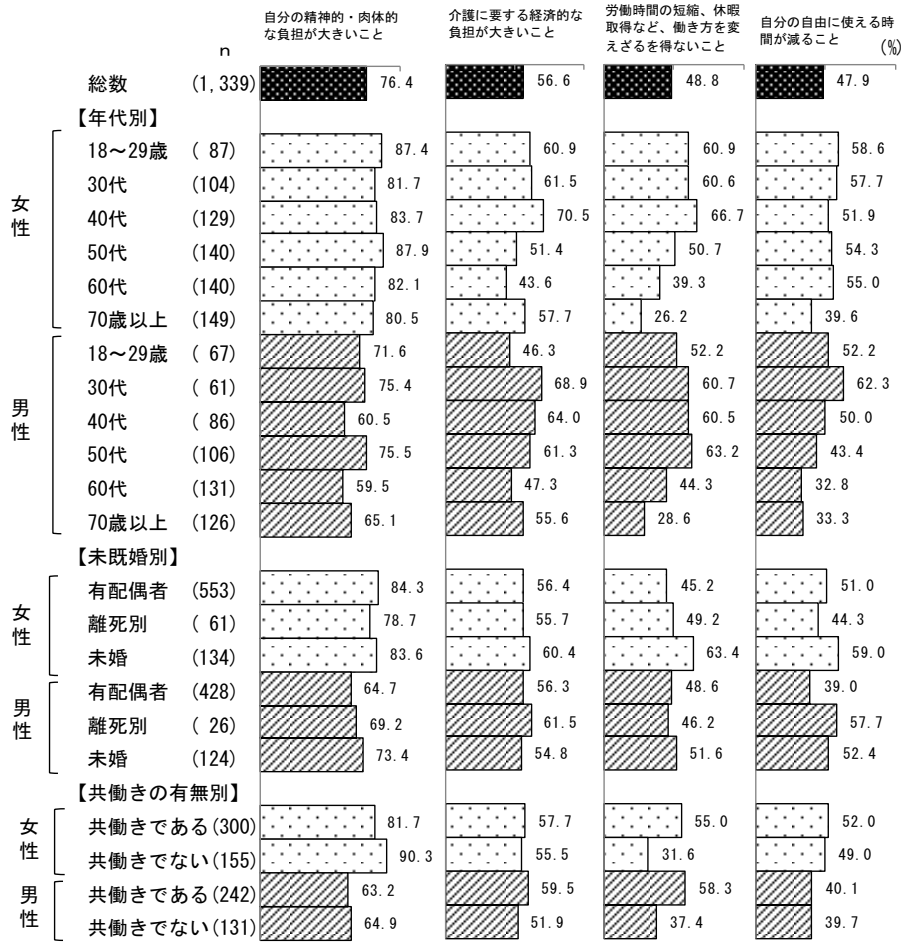 自分の精神的・肉体的
な負担が大きいこと
介護に要する経済的な
負担が大きいこと
労働時間の短縮、休暇
取得など、働き方を変
えざるを得ないこと
自分の自由に使える時
間が減ること
(%)
n
総数 (1,339) 76.4 56.6 48.8 47.9
【年代別】
女性
18～29歳 ( 87) 87.4 60.9 60.9 58.6
30代 (104) 81.7 61.5 60.6 57.7
40代 (129) 83.7 70.5 66.7 51.9
50代 (140) 87.9 51.4 50.7 54.3
60代 (140) 82.1 43.6 39.3 55.0
70歳以上 (149) 80.5 57.7 26.2 39.6
男性
18～29歳 ( 67) 71.6 46.3 52.2 52.2
30代 ( 61) 75.4 68.9 60.7 62.3
40代 ( 86) 60.5 64.0 60.5 50.0
50代 (106) 75.5 61.3 63.2 43.4
60代 (131) 59.5 47.3 44.3 32.8
70歳以上 (126) 65.1 55.6 28.6 33.3
【未既婚別】
女性
有配偶者 (553) 84.3 56.4 45.2 51.0
離死別 ( 61) 78.7 55.7 49.2 44.3
未婚 (134) 83.6 60.4 63.4 59.0
男性
有配偶者 (428) 64.7 56.3 48.6 39.0
離死別 ( 26) 69.2 61.5 46.2 57.7
未婚 (124) 73.4 54.8 51.6 52.4
【共働きの有無別】
女性
共働きである(300) 81.7 57.7 55.0 52.0
共働きでない(155) 90.3 55.5 31.6 49.0
男性
共働きである(242) 63.2 59.5 58.3 40.1
共働きでない(131) 64.9 51.9 37.4 39.7